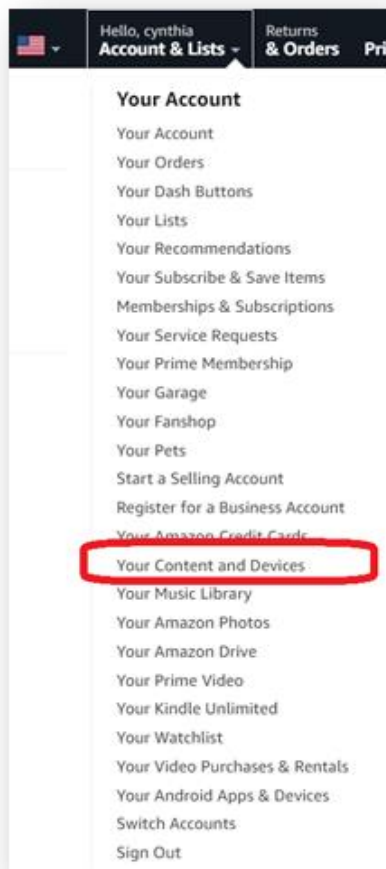 Hello, cynthia
Account & Lists
Returns
& Orders
Your Account
Your Account
Your Orders
Your Dash Buttons
Your Lists
Your Recommendations
Your Subscribe & Save Items
Memberships & Subscriptions
Your Service Requests
Your Prime Membership
Your Garage
Your Fanshop
Your Pets
Start a Selling Account
Register for a Business Account
Your Amazon Credit Cards
Your Content and Devices
Your Music Library
Your Amazon Photos
Your Amazon Drive
Your Prime Video
Your Kindle Unlimited
Your Watchlist
Your Video Purchases & Rentals
Your Android Apps & Devices
Switch Accounts
Sign Out